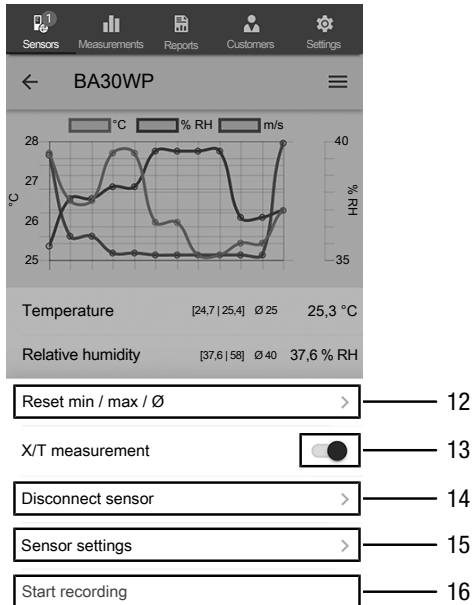 1
Sensors Measurements Reports Customers Settings
BA30WP
°C % RH m/s
28 40
27
°C % RH
26
25 35
Temperature [24,7 | 25,4] Ø 25 25,3 °C
Relative humidity [37,6 | 58] Ø 40 37,6 % RH
Reset min / max / Ø 12
X/T measurement 13
Disconnect sensor 14
Sensor settings 15
Start recording 16